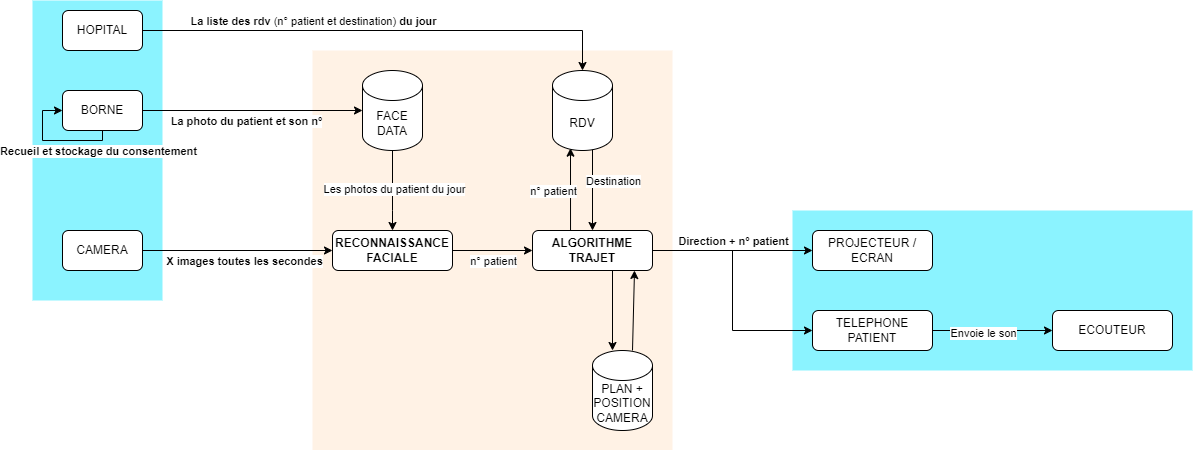 La liste des rdv (n° patient et destination) du jour
HOPITAL
BORNE
La photo du patient et son n°
FACE
DATA
RDV
Recueil et stockage du consentement
Les photos du patient du jour
n° patient
Destination
CAMERA
X images toutes les secondes
RECONNAISSANCE
FACIALE
n° patient
ALGORITHME
TRAJET
Direction + n° patient
PROJECTEUR /
ECRAN
TELEPHONE
PATIENT
Envoie le son
ECOUTEUR
PLAN +
POSITION
CAMERA